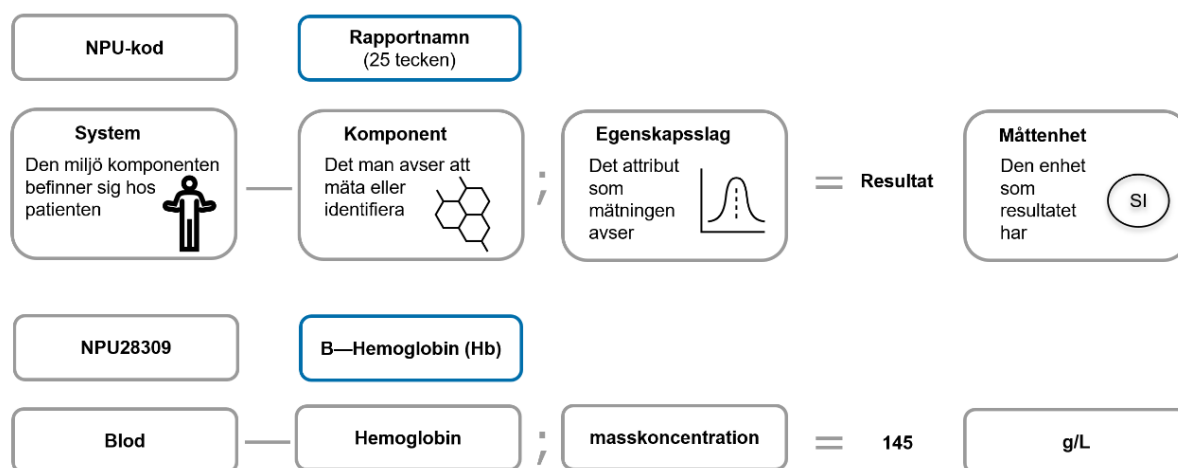 NPU-kod
Rapportnamn
(25 tecken)
System
Den miljö komponenten
befinner sig hos
patienten
—
Komponent
Det man avser att
mäta eller
identifiera
;
Egenskapsslag
Det attribut
som
mätningen
avser
=
Resultat
Måttenhet
Den enhet
som
resultatet
har
SI
NPU28309
B—Hemoglobin (Hb)
Blod
—
Hemoglobin
;
masskoncentration
=
145
g/L